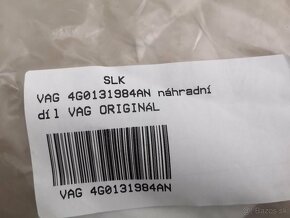 SLK
VAG 4G0131984AN náhradní
díl VAG ORIGINÁL
VAG 4G0131984AN